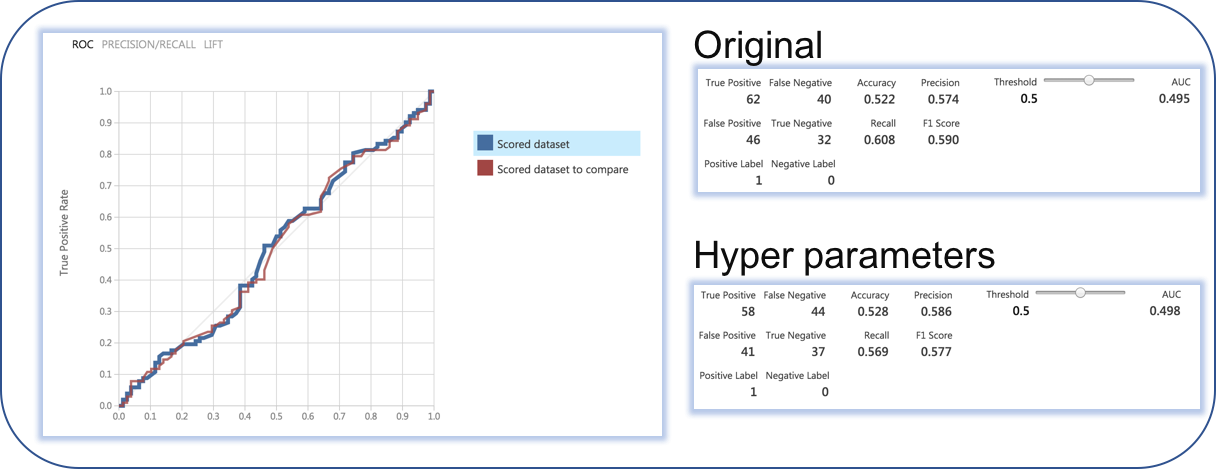 ROC PRECISION/RECALL LIFT
1.0
0.9
0.8
0.7
0.6
0.5
0.4
0.3
0.2
0.1
0.0
True Positive Rate
0.0 0.1 0.2 0.3 0.4 0.5 0.6 0.7 0.8 0.9 1.0
Scored dataset
Scored dataset to compare
Original
True Positive False Negative Accuracy Precision Threshold AUC
62 40 0.522 0.574 0.5 0.495
False Positive True Negative Recall F1 Score
46 32 0.608 0.590
Positive Label Negative Label
1 0
Hyper parameters
True Positive False Negative Accuracy Precision Threshold AUC
58 44 0.528 0.586 0.5 0.498
False Positive True Negative Recall F1 Score
41 37 0.569 0.577
Positive Label Negative Label
1 0